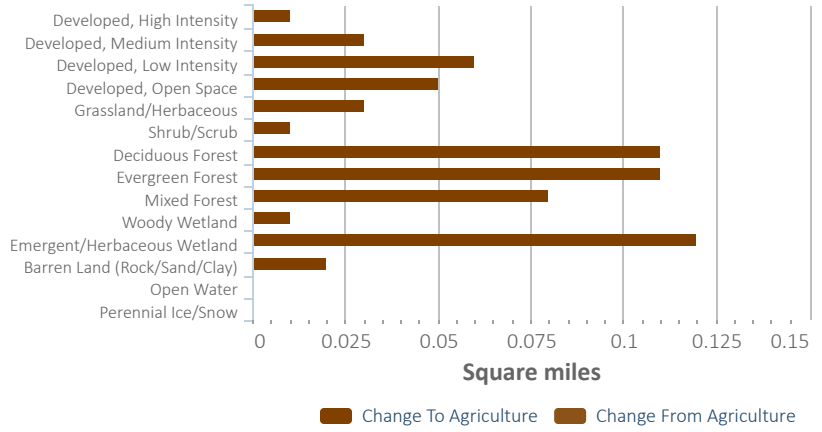 Developed, High Intensity
Developed, Medium Intensity
Developed, Low Intensity
Developed, Open Space
Grassland/Herbaceous
Shrub/Scrub
Deciduous Forest
Evergreen Forest
Mixed Forest
Woody Wetland
Emergent/Herbaceous Wetland
Barren Land (Rock/Sand/Clay)
Open Water
Perennial Ice/Snow
0 0.025 0.05 0.075 0.1 0.125 0.15
Square miles
Change To Agriculture Change From Agriculture